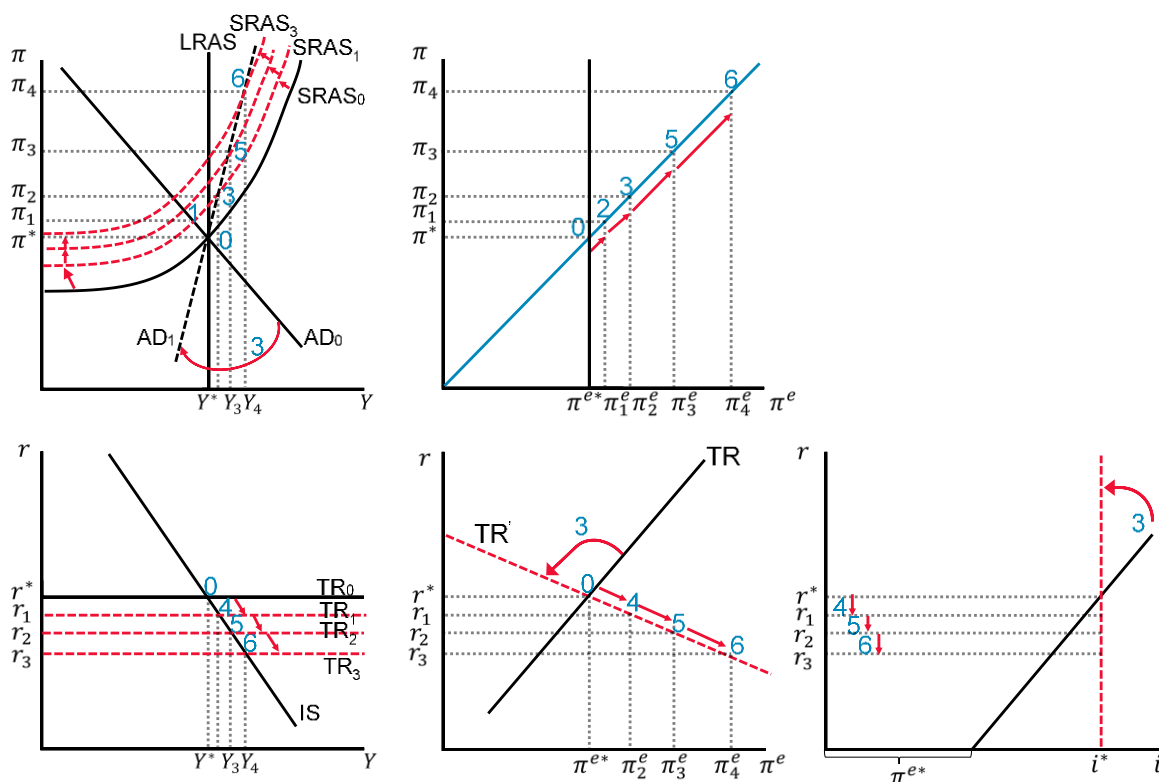 SRAS₃
LRAS
SRAS₁
π
π₄
6
SRAS₀
π₃
5
π₂
3
π₁
1
π*
0
AD₁
3
AD₀
Y* Y₃ Y₄ Y
π
π₄
6
π₃
5
π₂
3
π₁
2
π*
0
πᵉ* π₁ᵉ π₂ᵉ π₃ᵉ π₄ᵉ πᵉ
r
r*
0
TR₀
r₁
4
TR₁
r₂
5
TR₂
r₃
6
TR₃
IS
Y* Y₃ Y₄ Y
r
TR
TR'
3
r*
0
r₁
4
r₂
5
r₃
6
πᵉ* π₂ᵉ π₃ᵉ π₄ᵉ πᵉ
r
3
r*
4
r₁
5
r₂
6
r₃
πᵉ*
i*
i